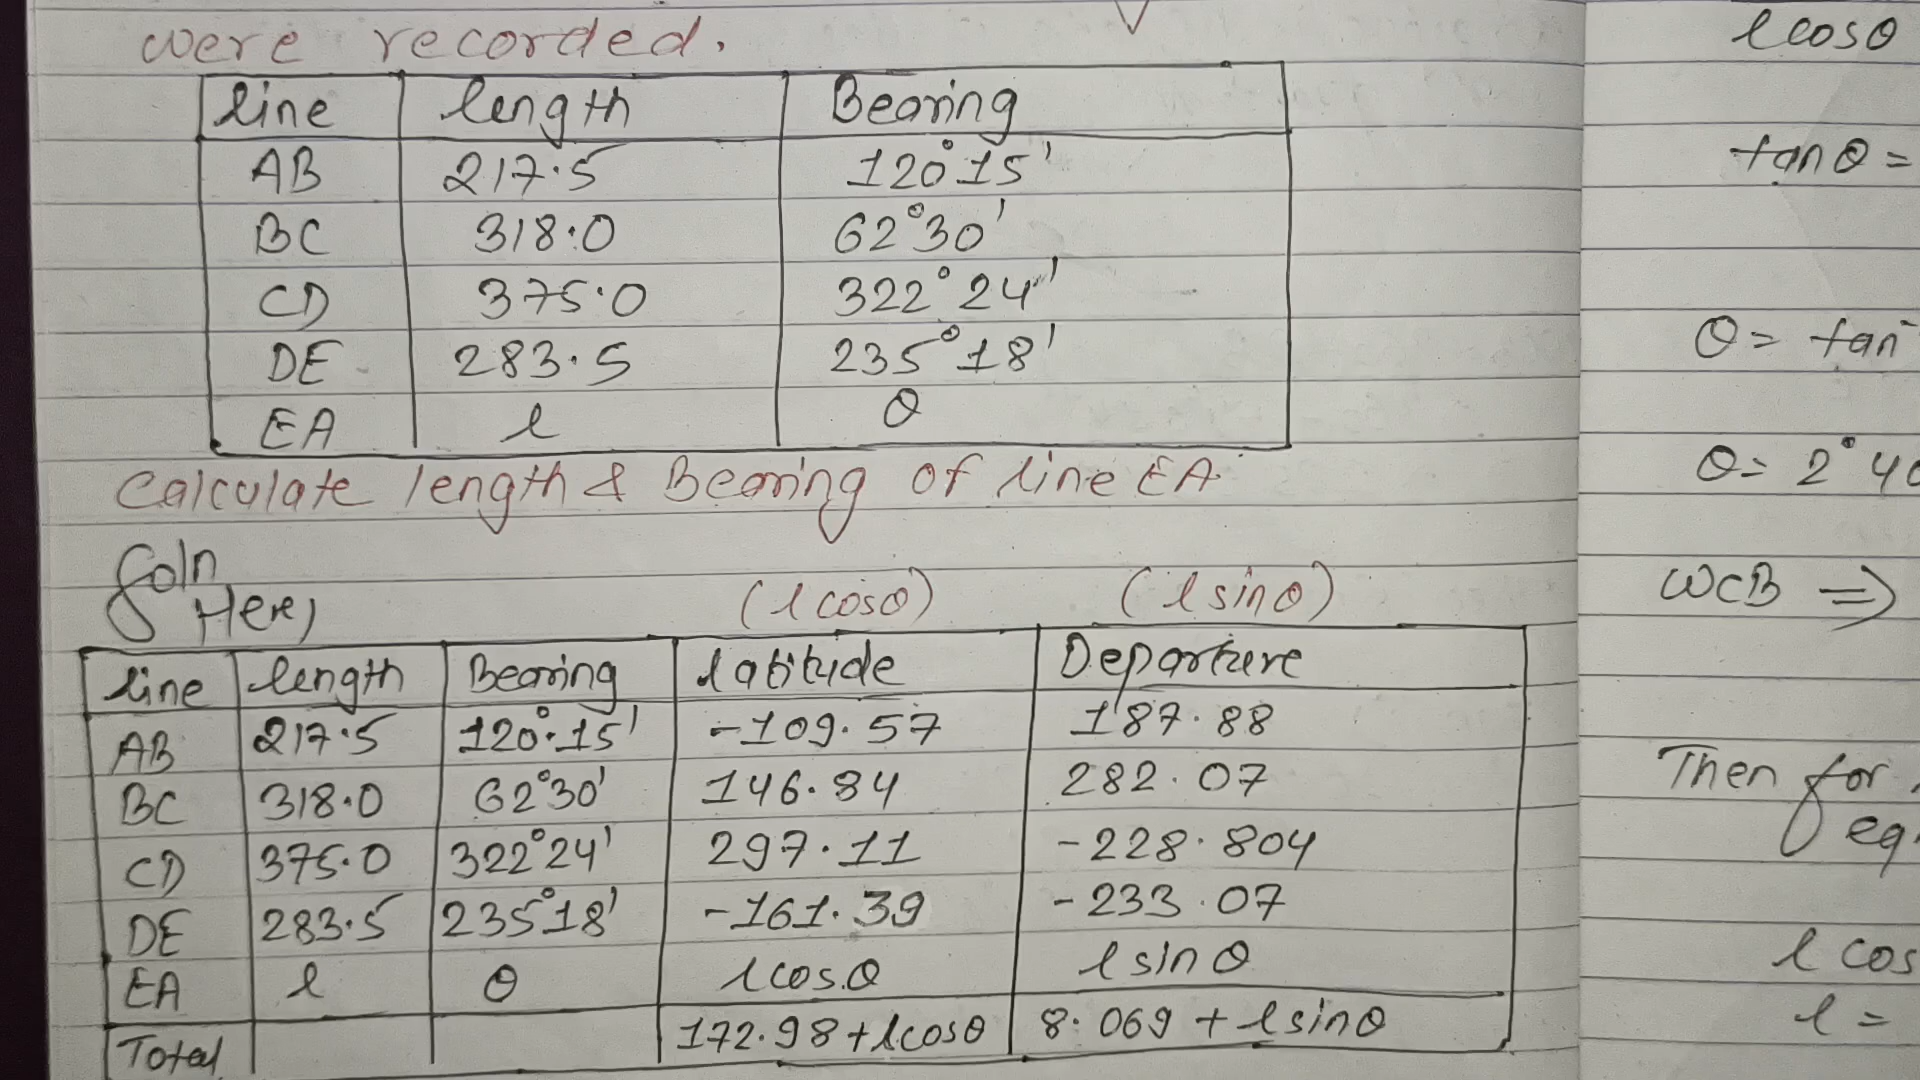 were recorded.
line length Bearing
AB 217.5 120°15'
BC 318.0 62°30'
CD 375.0 322°24'
DE 283.5 235°18'
EA l θ
Calculate length & Bearing of line EA.
Soln
Here, (l cosθ) (l sinθ)
line length Bearing latitude Departure
AB 217.5 120°.15' -109.57 187.88
BC 318.0 62°30' 146.84 282.07
CD 375.0 322°24' 297.11 -228.804
DE 283.5 235°18' -161.39 -233.07
EA l θ l cos.θ l sinθ
Total 172.98+l.cosθ 8.069 + l sinθ
l cosθ
tanθ =
θ = tan
θ = 2°40
WCB ⇒
Then for
eq
l cos
l =